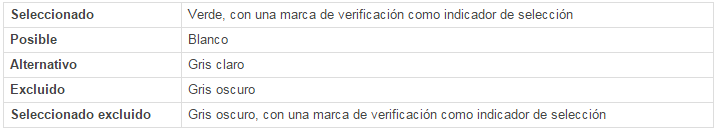 Seleccionado Verde, con una marca de verificación como indicador de selección
Posible Blanco
Alternativo Gris claro
Excluido Gris oscuro
Seleccionado excluido Gris oscuro, con una marca de verificación como indicador de selección